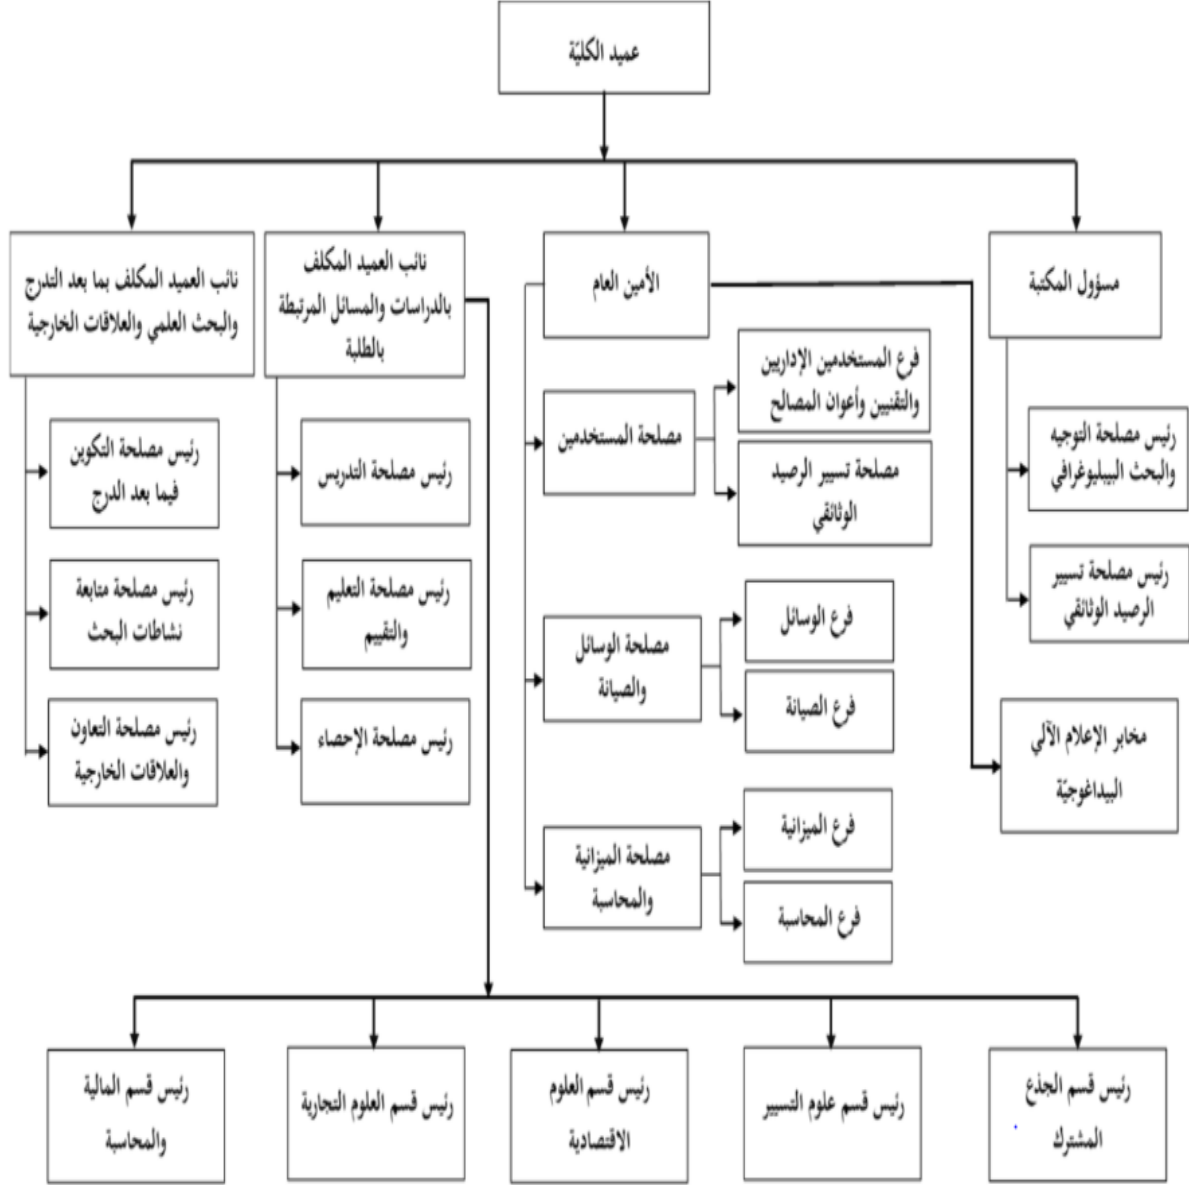 عميد الكليّة
مسؤول المكتبة
الأمين العام
نائب العميد المكلف
بالدراسات والمسائل المرتبطة
بالطلبة
نائب العميد المكلف بما بعد التدرج
والبحث العلمي والعلاقات الخارجية
رئيس مصلحة التوجيه
والبحث البيبليوغرافي
رئيس مصلحة تسيير
الرصيد الوثائقي
مخابر الإعلام الآلي
البيداغوجيّة
فرع المستخدمين الإداريين
والتقنيين وأعوان المصالح
مصلحة المستخدمين
مصلحة تسيير الرصيد
الوثائقي
فرع الوسائل
مصلحة الوسائل
والصيانة
فرع الصيانة
فرع الميزانية
مصلحة الميزانية
والمحاسبة
فرع المحاسبة
رئيس مصلحة التدريس
رئيس مصلحة التعليم
والتقييم
رئيس مصلحة الإحصاء
رئيس مصلحة التكوين
فيما بعد الدرج
رئيس مصلحة متابعة
نشاطات البحث
رئيس مصلحة التعاون
والعلاقات الخارجية
رئيس قسم الجذع
المشترك
رئيس قسم علوم التسيير
رئيس قسم العلوم
الاقتصادية
رئيس قسم العلوم التجارية
رئيس قسم المالية
والمحاسبة